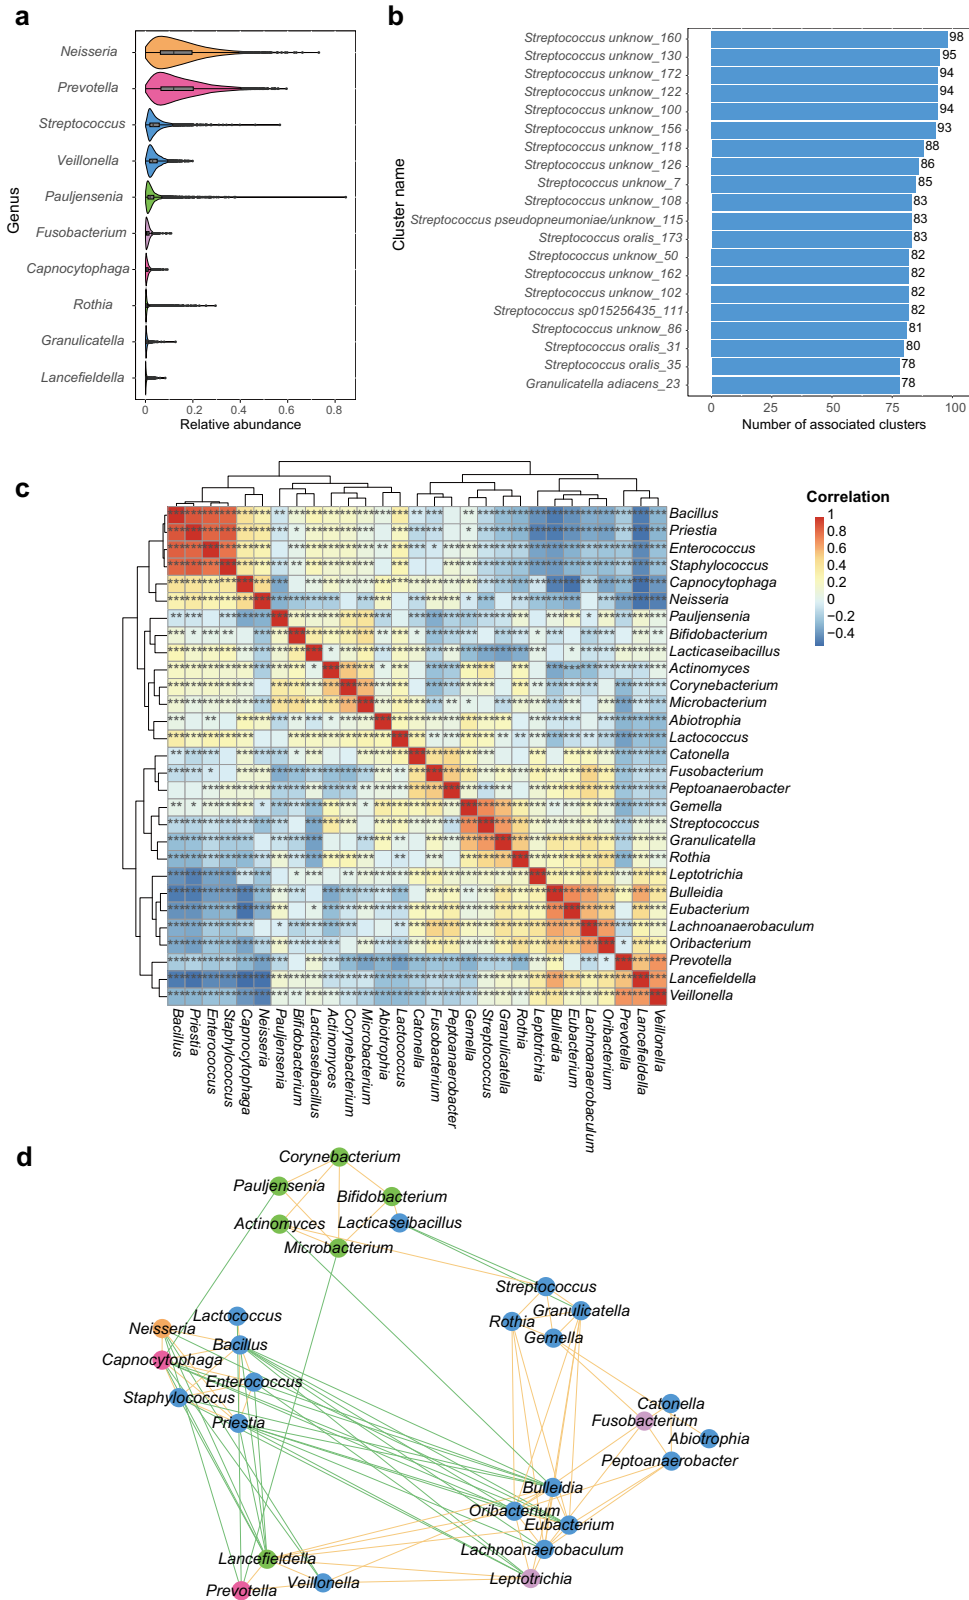 a
Neisseria
Prevotella
Streptococcus
Veillonella
Pauljensenia
Fusobacterium
Capnocytophaga
Rothia
Granulicatella
Lancefieldella
Genus
0 0.2 0.4 0.6 0.8
Relative abundance
b
Streptococcus unknow_160 98
Streptococcus unknow_130 95
Streptococcus unknow_172 94
Streptococcus unknow_122 94
Streptococcus unknow_100 94
Streptococcus unknow_156 93
Streptococcus unknow_118 88
Streptococcus unknow_126 86
Streptococcus unknow_7 85
Streptococcus unknow_108 83
Streptococcus pseudopneumoniae/unknow_115 83
Streptococcus oralis_173 83
Streptococcus unknow_50 82
Streptococcus unknow_162 82
Streptococcus unknow_102 82
Streptococcus sp015256435_111 82
Streptococcus unknow_86 81
Streptococcus oralis_31 80
Streptococcus oralis_35 78
Granulicatella adiacens_23 78
Cluster name
0 25 50 75 100
Number of associated clusters
c
Bacillus
Priestia
Enterococcus
Staphylococcus
Capnocytophaga
Neisseria
Pauljensenia
Bifidobacterium
Lacticaseibacillus
Actinomyces
Corynebacterium
Microbacterium
Abiotrophia
Lactococcus
Catonella
Fusobacterium
Peptoanaerobacter
Gemella
Streptococcus
Granulicatella
Rothia
Leptotrichia
Bulleidia
Eubacterium
Lachnoanaerobaculum
Oribacterium
Prevotella
Lancefieldella
Veillonella
Bacillus
Priestia
Enterococcus
Staphylococcus
Capnocytophaga
Neisseria
Pauljensenia
Bifidobacterium
Lacticaseibacillus
Actinomyces
Corynebacterium
Microbacterium
Abiotrophia
Lactococcus
Catonella
Fusobacterium
Peptoanaerobacter
Gemella
Streptococcus
Granulicatella
Rothia
Leptotrichia
Bulleidia
Eubacterium
Lachnoanaerobaculum
Oribacterium
Prevotella
Lancefieldella
Veillonella
Correlation
1
0.8
0.6
0.4
0.2
0
−0.2
−0.4
d
Corynebacterium
Pauljensenia
Bifidobacterium
Actinomyces
Lacticaseibacillus
Microbacterium
Streptococcus
Granulicatella
Rothia
Gemella
Lactococcus
Neisseria
Bacillus
Capnocytophaga
Enterococcus
Staphylococcus
Priestia
Catonella
Fusobacterium
Abiotrophia
Peptoanaerobacter
Bulleidia
Oribacterium
Eubacterium
Lachnoanaerobaculum
Lancefieldella
Leptotrichia
Veillonella
Prevotella